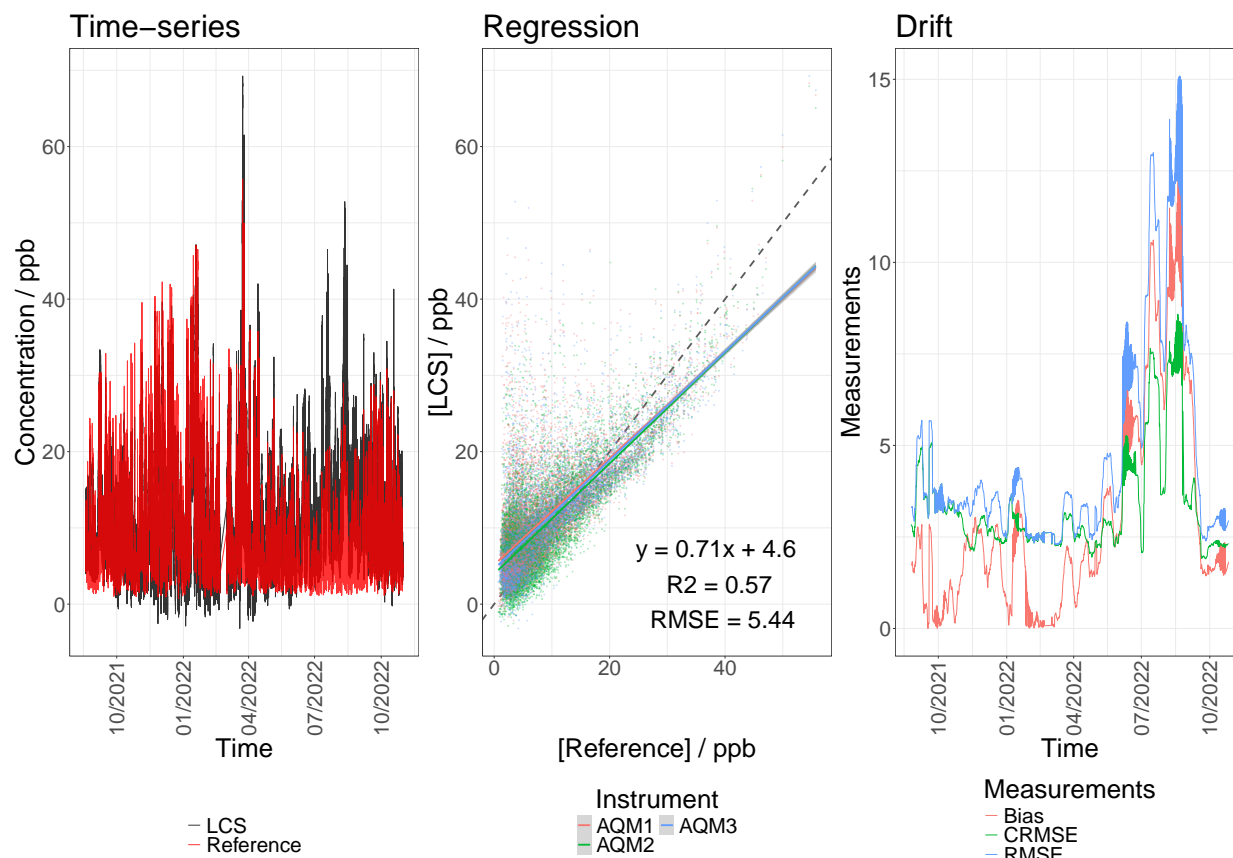 Time−series
Regression
Drift
Concentration / ppb
60
40
20
0
10/2021
01/2022
04/2022
07/2022
10/2022
Time
LCS
Reference
[LCS] / ppb
60
40
20
0
y = 0.71x + 4.6
R2 = 0.57
RMSE = 5.44
0 20 40
[Reference] / ppb
Instrument
AQM1 AQM3
AQM2
Measurements
15
10
5
0
10/2021
01/2022
04/2022
07/2022
10/2022
Time
Measurements
Bias
CRMSE
RMSE